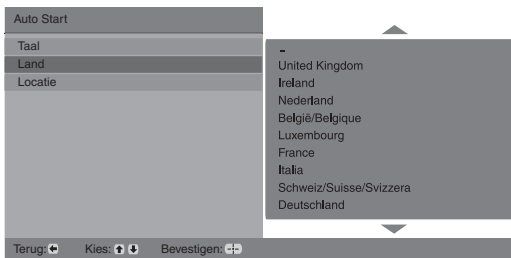 Auto Start
Taal
Land
Locatie
-
United Kingdom
Ireland
Nederland
België/Belgique
Luxembourg
France
Italia
Schweiz/Suisse/Svizzera
Deutschland
Terug: Kies: Bevestigen: